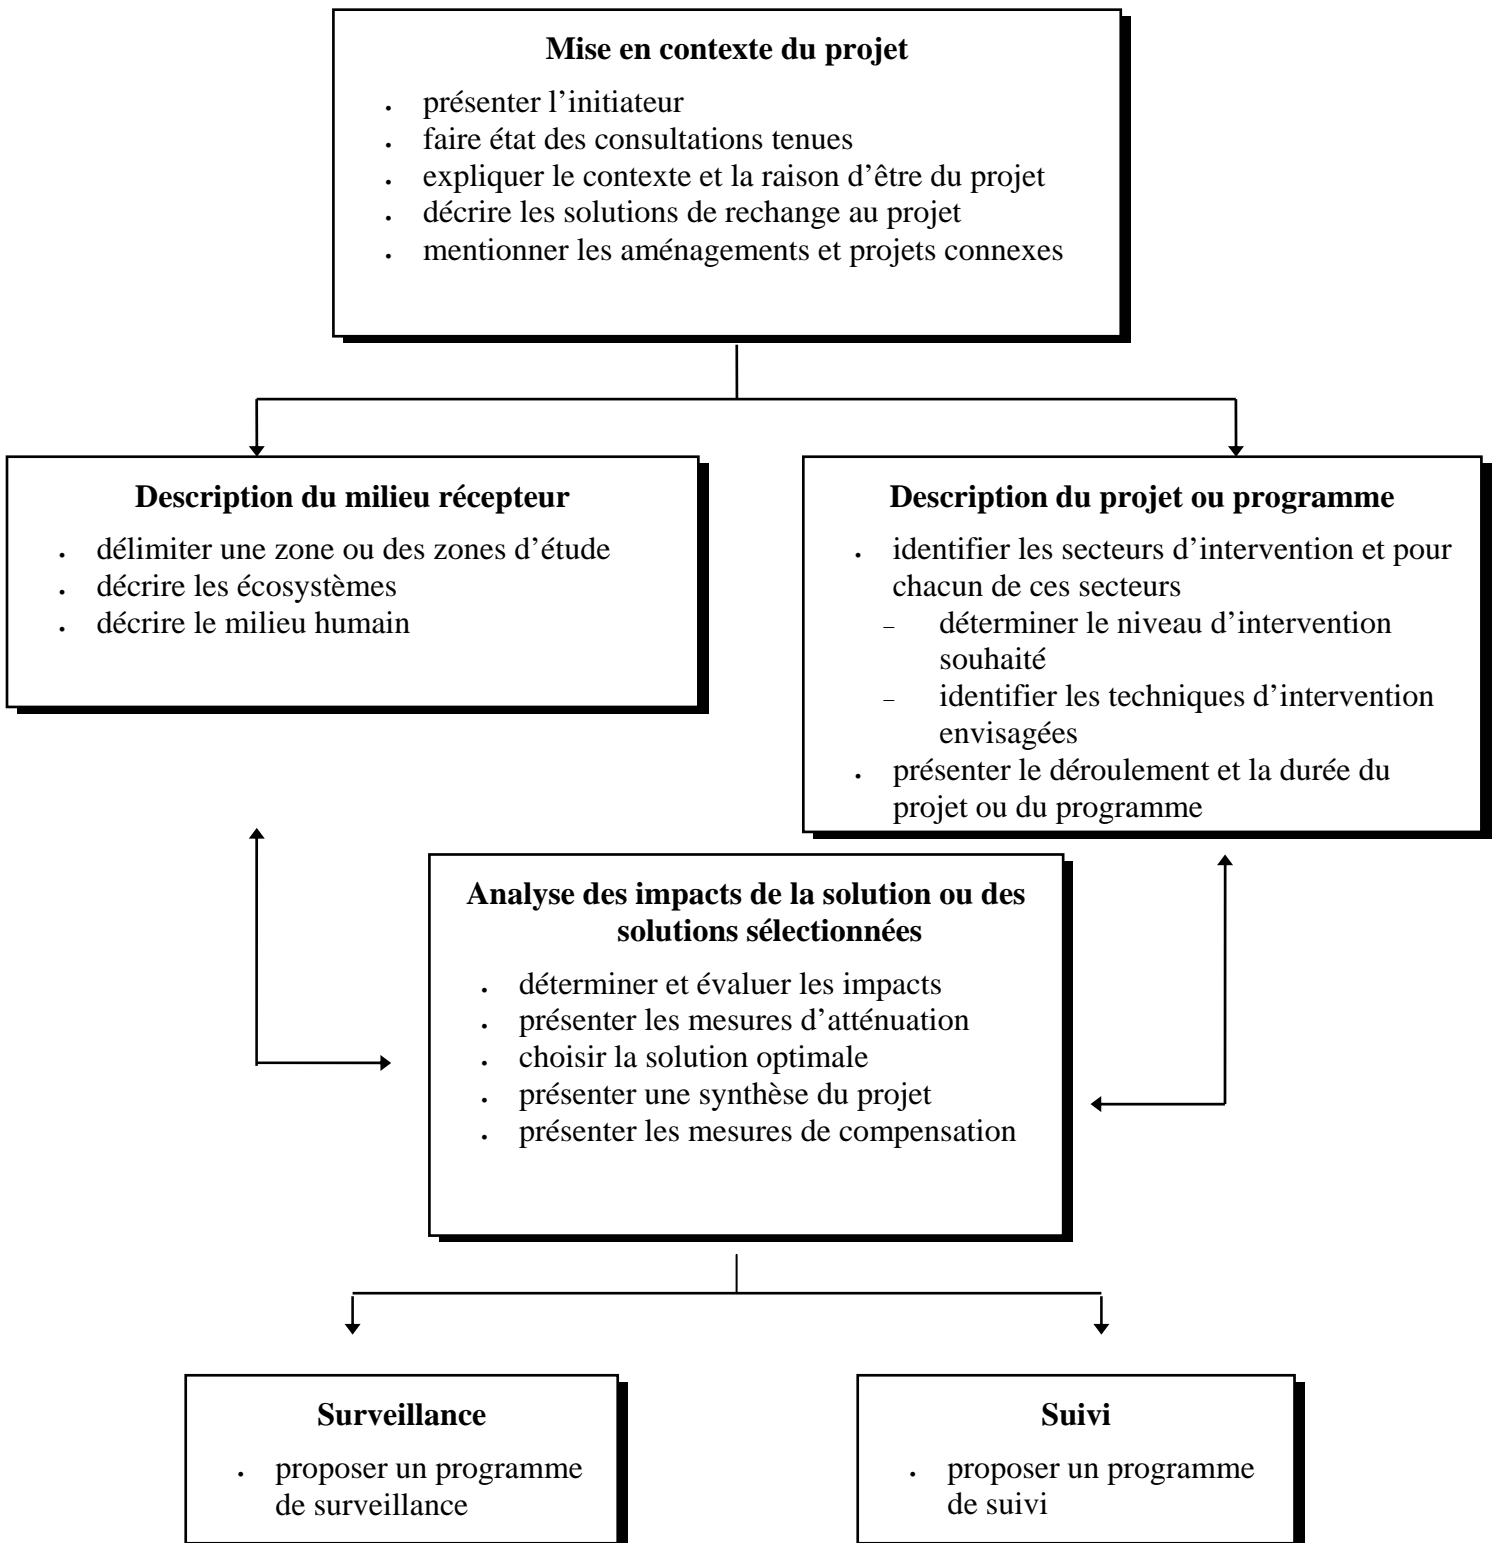 Mise en contexte du projet
. présenter l’initiateur
. faire état des consultations tenues
. expliquer le contexte et la raison d’être du projet
. décrire les solutions de rechange au projet
. mentionner les aménagements et projets connexes
Description du milieu récepteur
. délimiter une zone ou des zones d’étude
. décrire les écosystèmes
. décrire le milieu humain
Description du projet ou programme
. identifier les secteurs d’intervention et pour
chacun de ces secteurs
– déterminer le niveau d’intervention
souhaité
– identifier les techniques d’intervention
envisagées
. présenter le déroulement et la durée du
projet ou du programme
Analyse des impacts de la solution ou des
solutions sélectionnées
. déterminer et évaluer les impacts
. présenter les mesures d’atténuation
. choisir la solution optimale
. présenter une synthèse du projet
. présenter les mesures de compensation
Surveillance
. proposer un programme
de surveillance
Suivi
. proposer un programme
de suivi